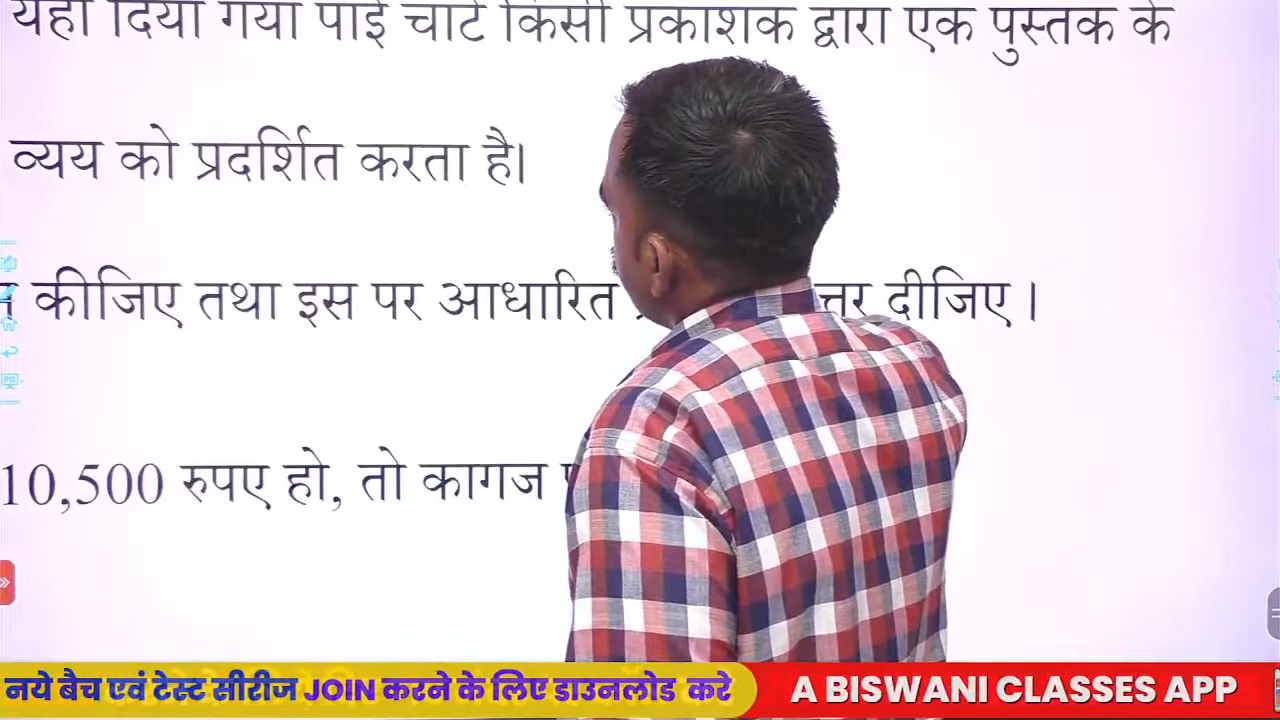 यहाँ दिया गया पाई चार्ट किसी प्रकाशक द्वारा एक पुस्तक के
व्यय को प्रदर्शित करता है।
कीजिए तथा इस पर आधारित दीजिए ।
10,500 रुपए हो, तो कागज
नये बैच एवं टेस्ट सीरीज JOIN करने के लिए डाउनलोड करे
A BISWANI CLASSES APP